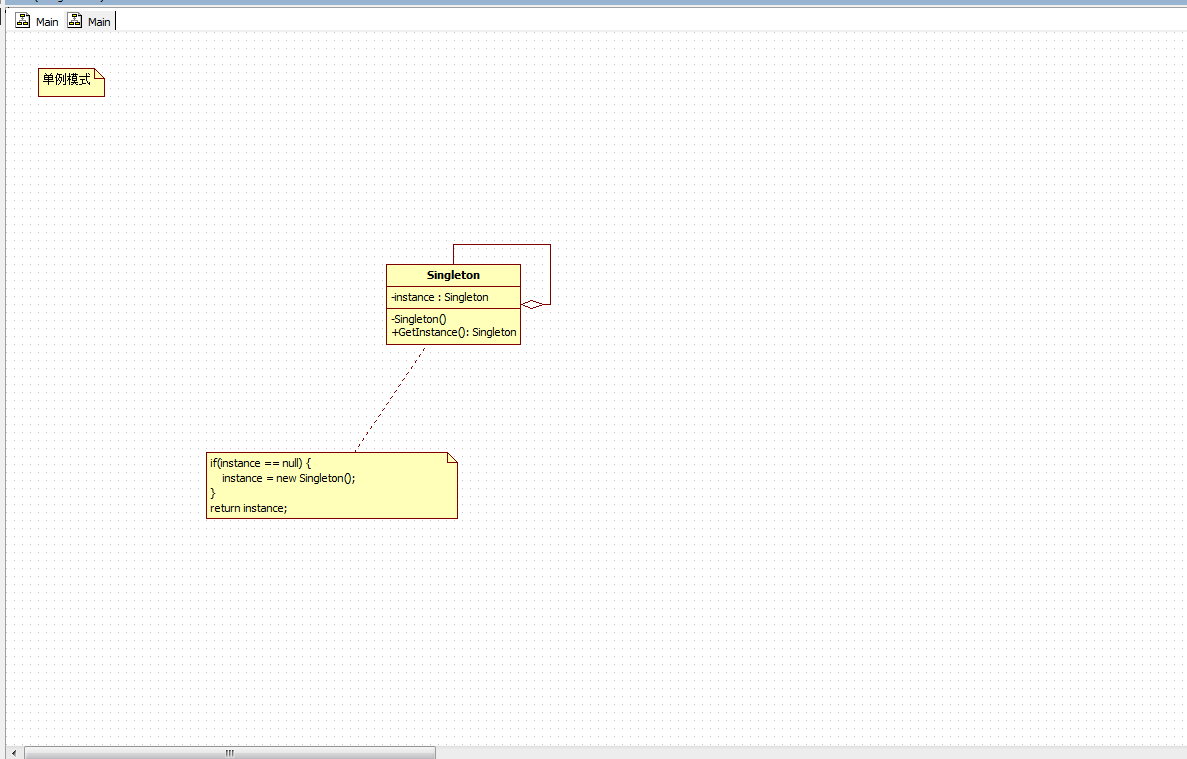 Main Main
单例模式
Singleton
-instance : Singleton
-Singleton()
+GetInstance(): Singleton
if(instance == null) {
instance = new Singleton();
}
return instance;